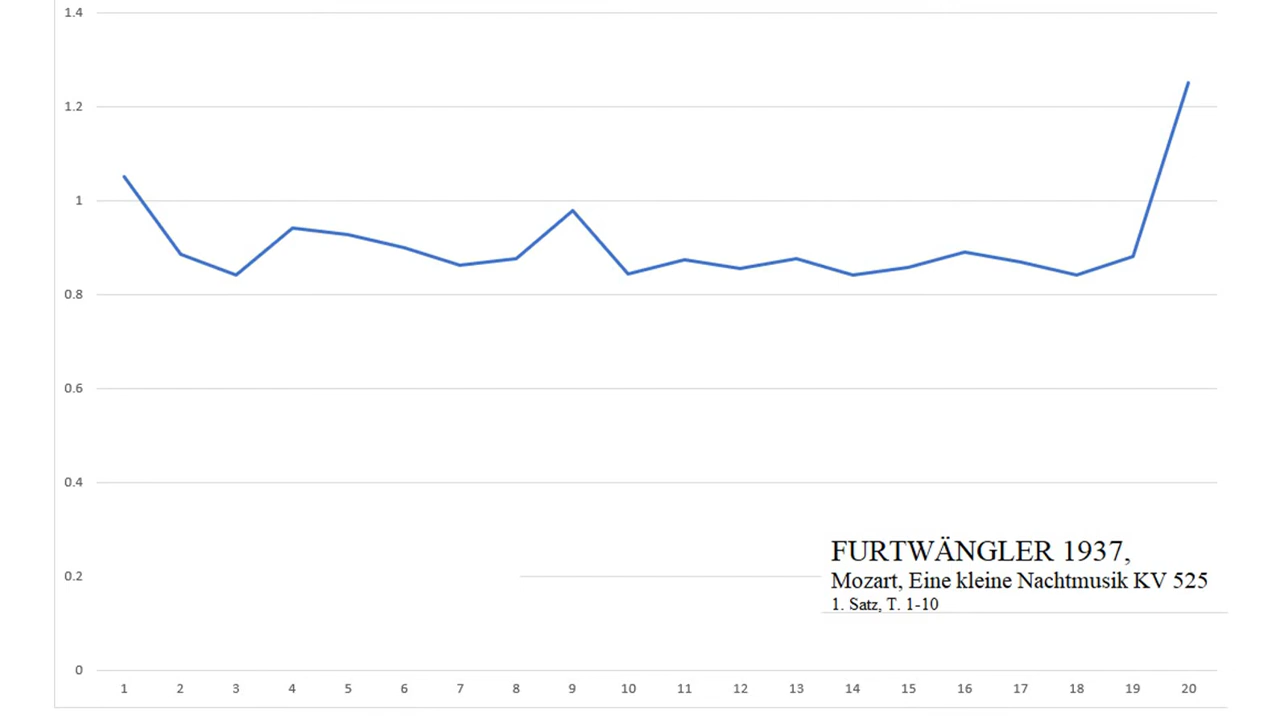 1.4
1.2
1
0.8
0.6
0.4
0.2
0
1 2 3 4 5 6 7 8 9 10 11 12 13 14 15 16 17 18 19 20
FURTWÄNGLER 1937,
Mozart, Eine kleine Nachtmusik KV 525
1. Satz, T. 1-10